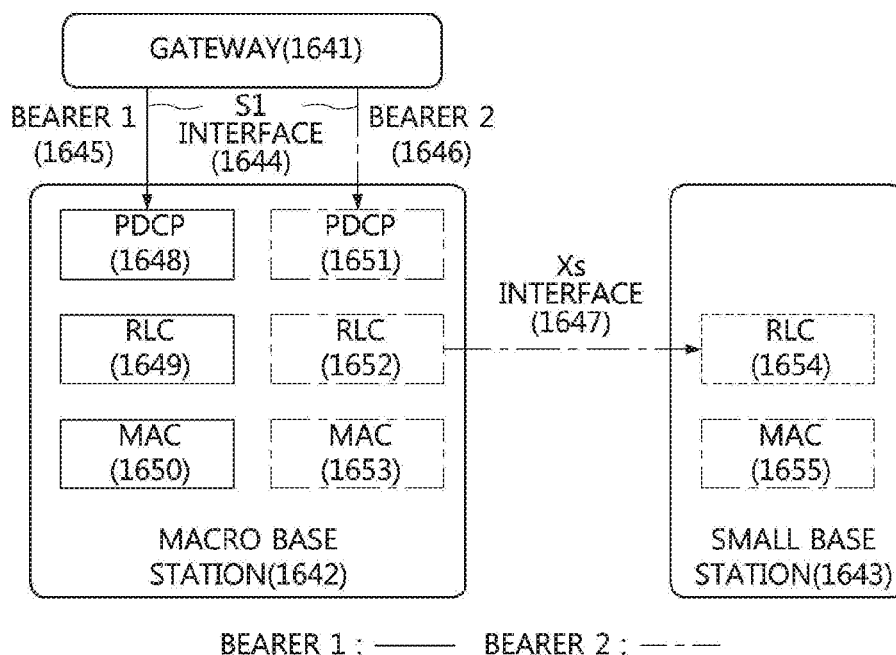 GATEWAY(1641)
BEARER 1
(1645)
S1
INTERFACE
(1644)
BEARER 2
(1646)
PDCP
(1648)
PDCP
(1651)
Xs
INTERFACE
(1647)
RLC
(1649)
RLC
(1652)
RLC
(1654)
MAC
(1650)
MAC
(1653)
MAC
(1655)
MACRO BASE
STATION(1642)
SMALL BASE
STATION(1643)
BEARER 1 :
BEARER 2 :